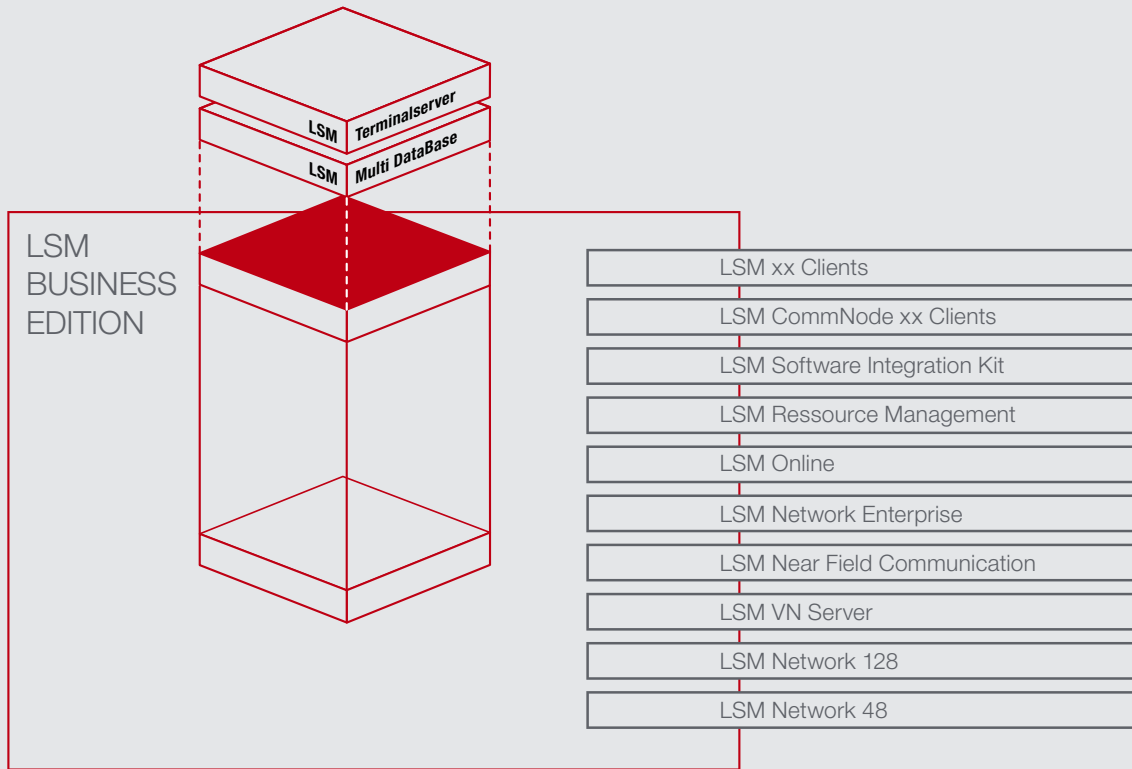 LSM Terminalserver
LSM Multi DataBase
LSM
BUSINESS
EDITION
LSM xx Clients
LSM CommNode xx Clients
LSM Software Integration Kit
LSM Ressource Management
LSM Online
LSM Network Enterprise
LSM Near Field Communication
LSM VN Server
LSM Network 128
LSM Network 48